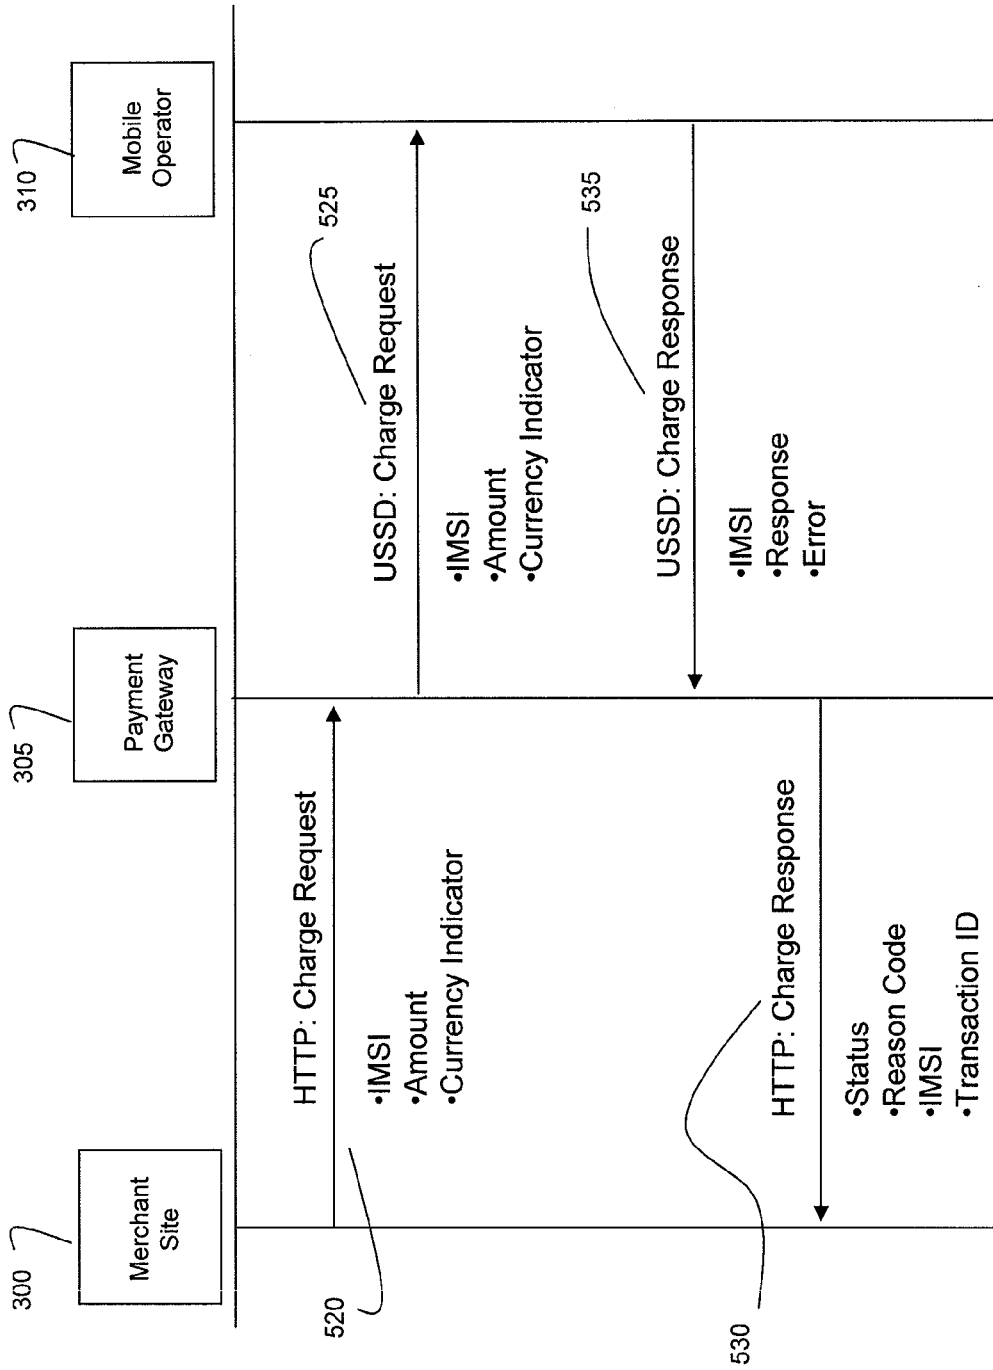 300
305
310
Merchant
Site
Payment
Gateway
Mobile
Operator
HTTP: Charge Request
520
•IMSI
•Amount
•Currency Indicator
USSD: Charge Request
525
•IMSI
•Amount
•Currency Indicator
USSD: Charge Response
535
•IMSI
•Response
•Error
HTTP: Charge Response
530
•Status
•Reason Code
•IMSI
•Transaction ID